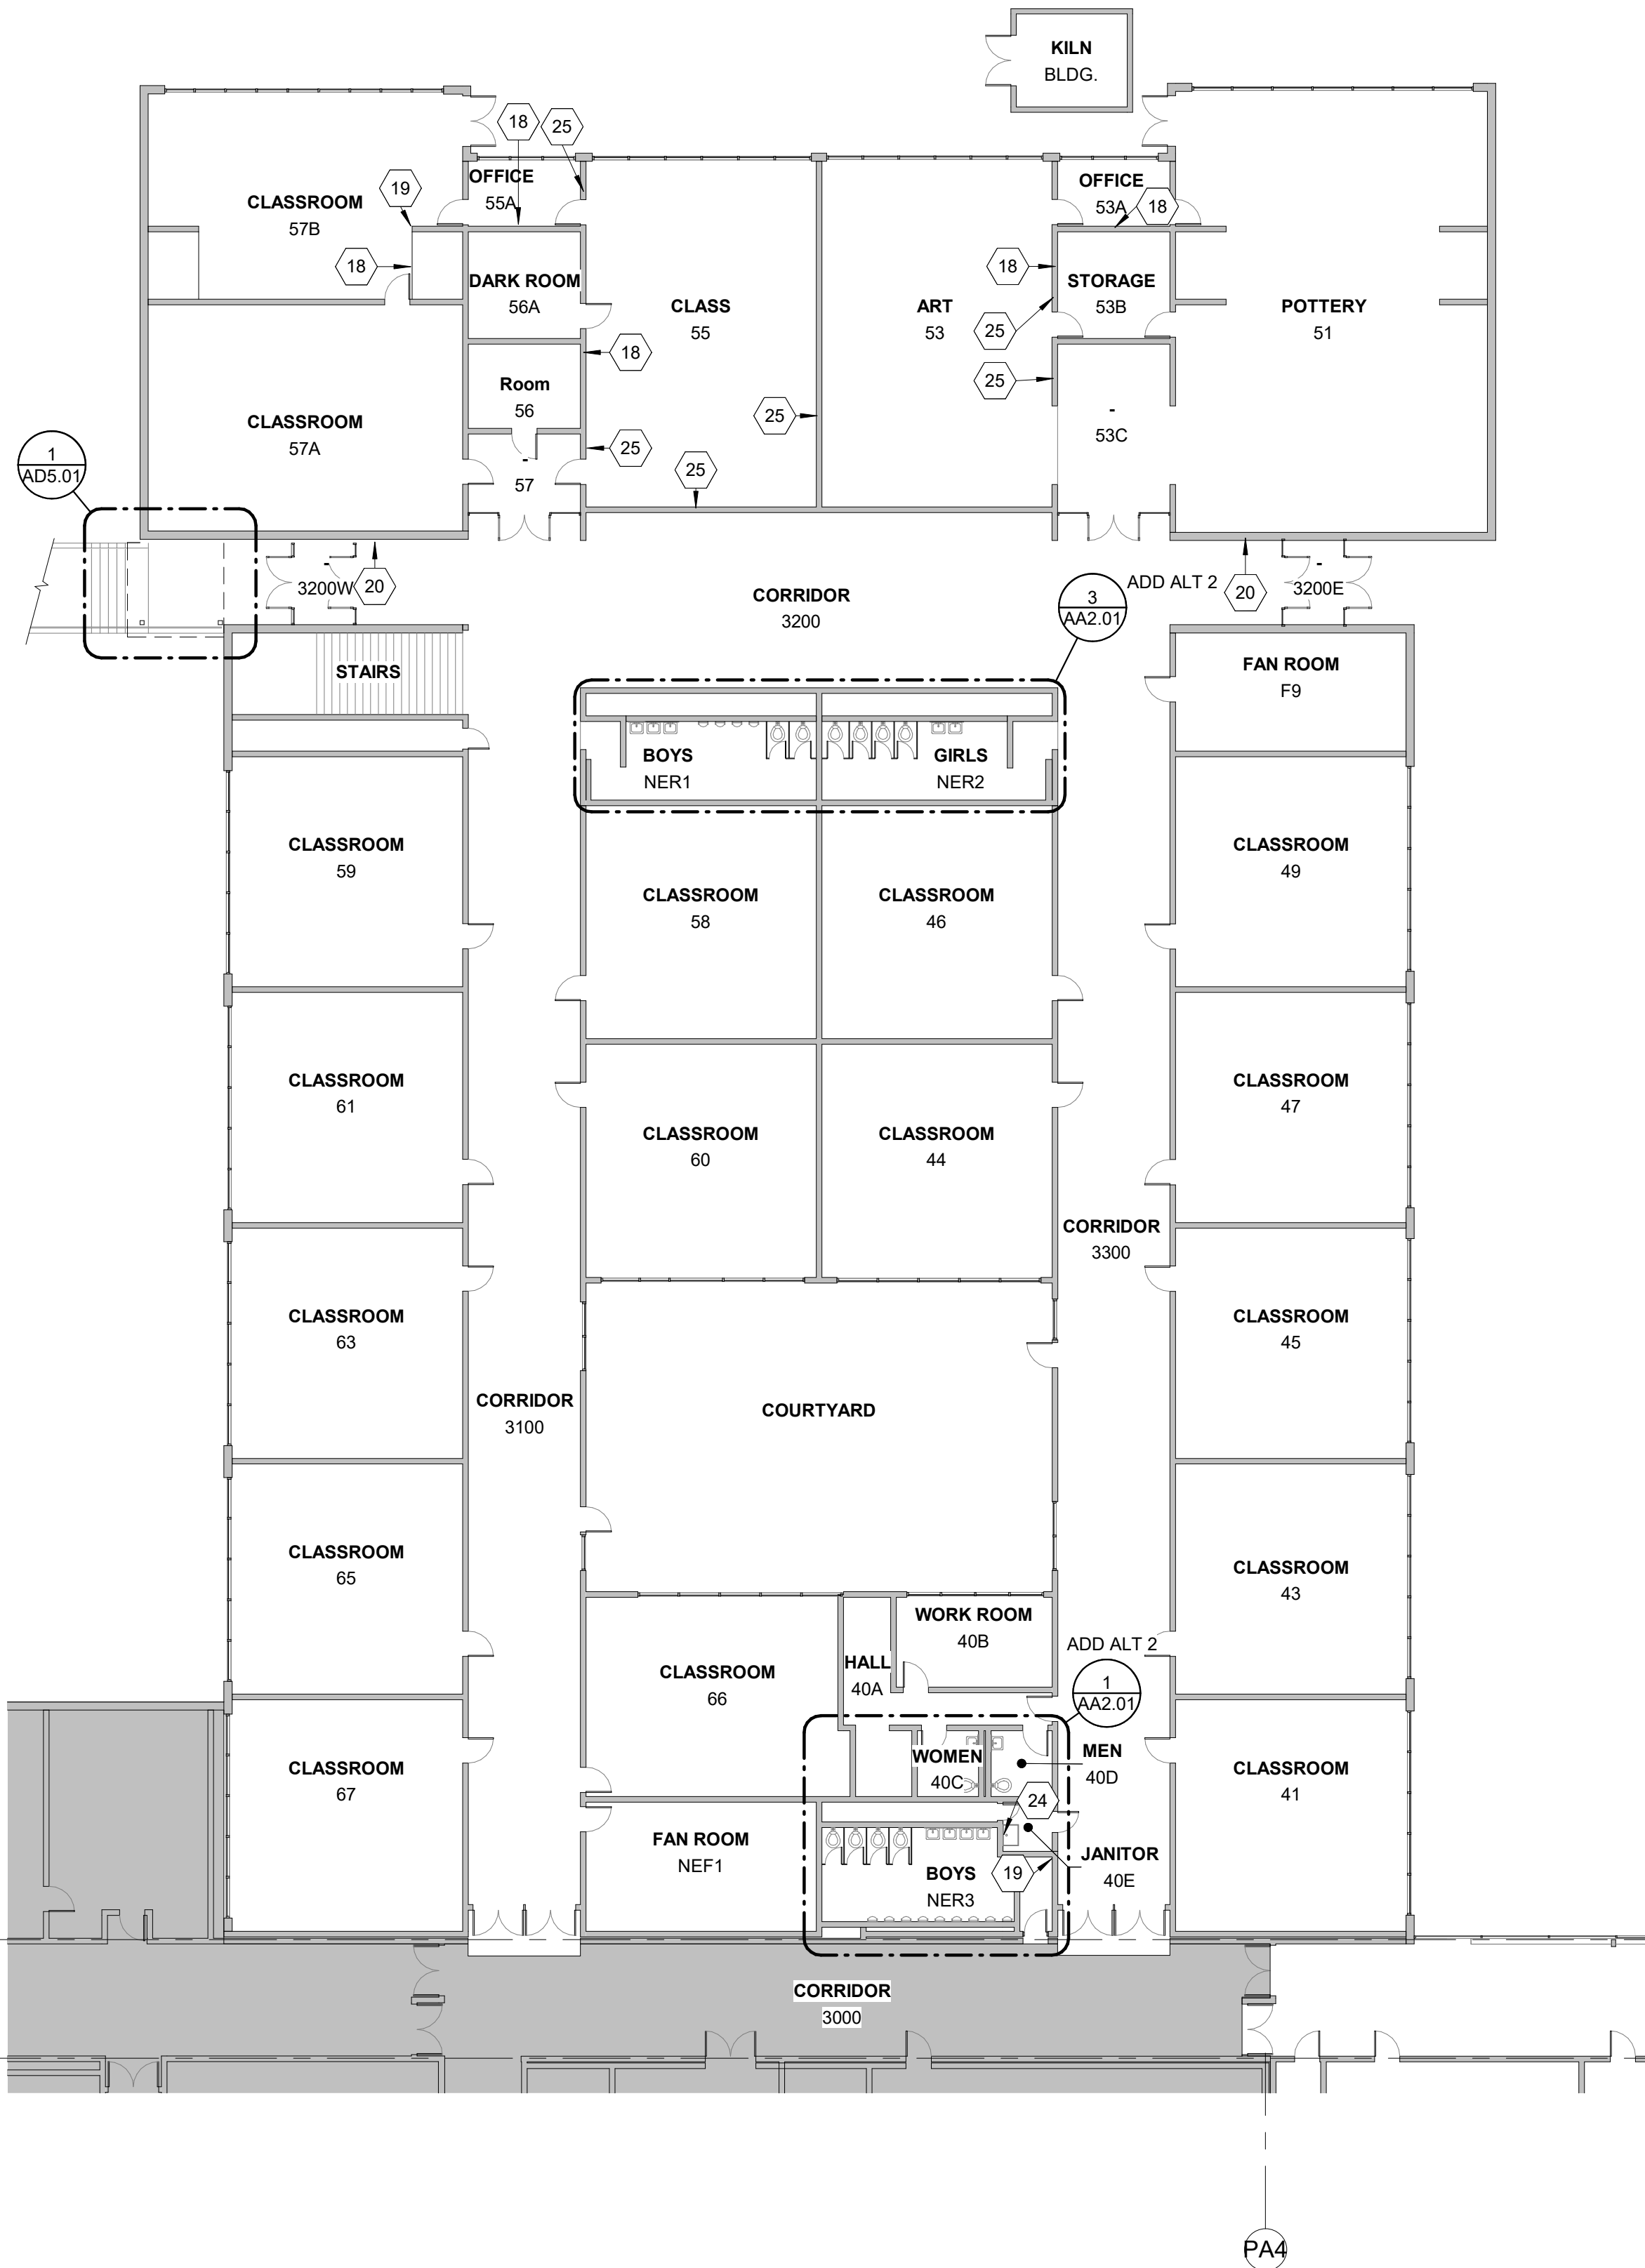 KILN
BLDG.
18
25
OFFICE
55A
19
CLASSROOM
57B
18
OFFICE
53A
18
DARK ROOM
56A
18
STORAGE
53B
CLASS
55
ART
53
25
POTTERY
51
18
Room
56
25
-
53C
25
CLASSROOM
57A
25
25
-
57
1
AD5.01
-
3200W
20
CORRIDOR
3200
3
AA2.01
ADD ALT 2
20
-
3200E
STAIRS
FAN ROOM
F9
BOYS
NER1
GIRLS
NER2
CLASSROOM
59
CLASSROOM
58
CLASSROOM
46
CLASSROOM
49
CLASSROOM
61
CLASSROOM
60
CLASSROOM
44
CLASSROOM
47
CORRIDOR
3300
CLASSROOM
63
CLASSROOM
45
CORRIDOR
3100
COURTYARD
CLASSROOM
65
CLASSROOM
43
WORK ROOM
40B
ADD ALT 2
1
AA2.01
HALL
40A
CLASSROOM
66
WOMEN
40C
MEN
40D
CLASSROOM
67
CLASSROOM
41
24
FAN ROOM
NEF1
BOYS
NER3
19
JANITOR
40E
CORRIDOR
3000
PA4